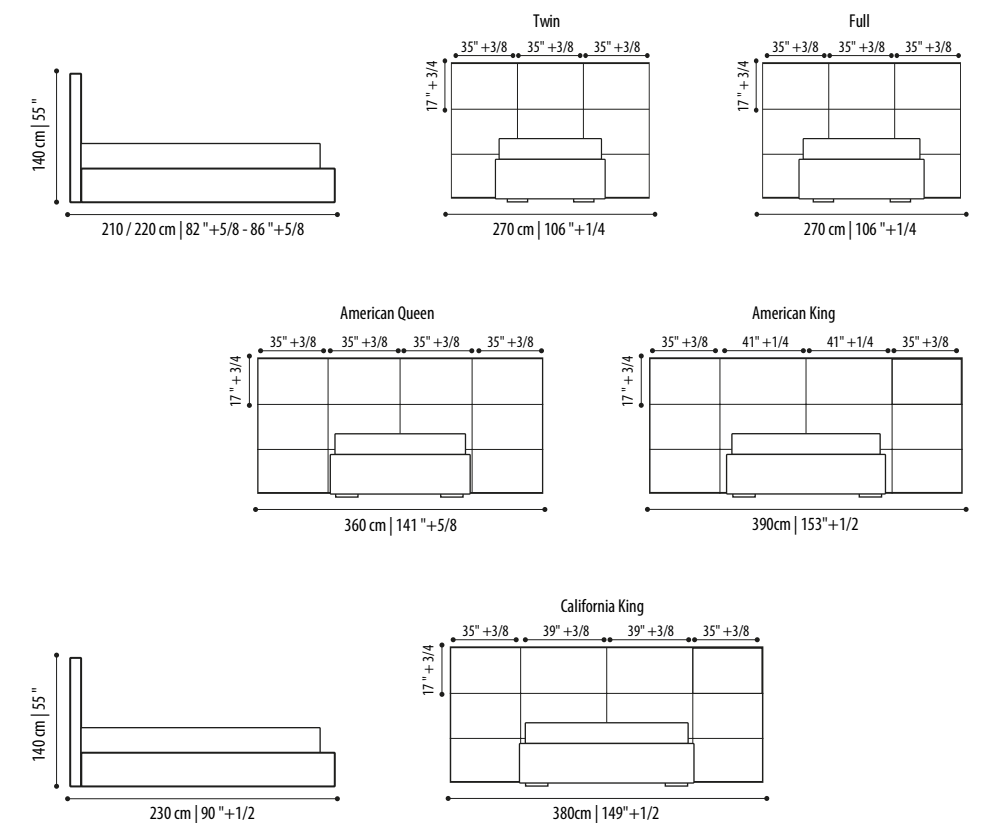 Twin
Full
35" +3/8 35" +3/8 35" +3/8
35" +3/8 35" +3/8 35" +3/8
17 " + 3/4
17 " + 3/4
140 cm | 55 "
210 / 220 cm | 82 "+5/8 - 86 "+5/8
270 cm | 106 "+1/4
270 cm | 106 "+1/4
American Queen
American King
35" +3/8 35" +3/8 35" +3/8 35" +3/8
35" +3/8 41" +1/4 41" +1/4 35" +3/8
17 " + 3/4
17 " + 3/4
360 cm | 141 "+5/8
390cm | 153"+1/2
California King
35" +3/8 39" +3/8 39" +3/8 35" +3/8
17 " + 3/4
140 cm | 55 "
230 cm | 90 "+1/2
380cm | 149"+1/2